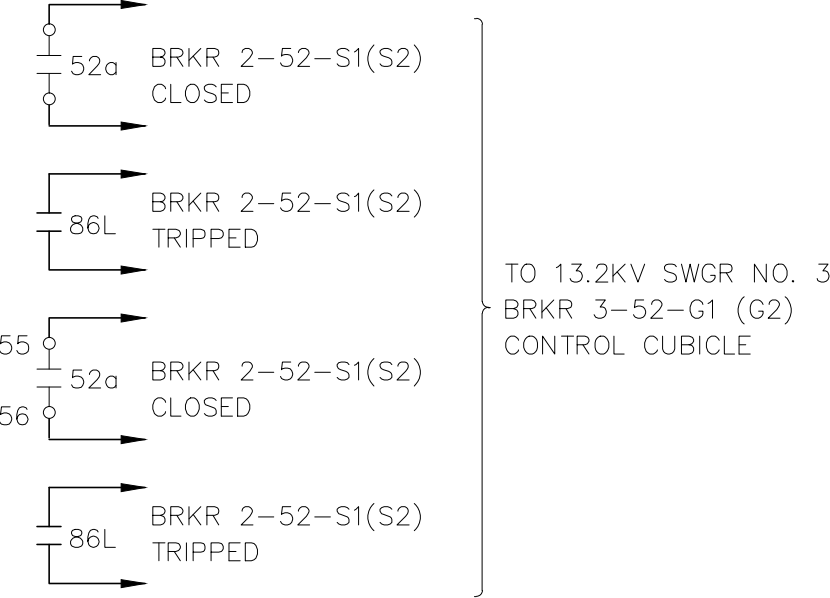 52a
BRKR 2-52-S1(S2)
CLOSED
86L
BRKR 2-52-S1(S2)
TRIPPED
55
52a
56
BRKR 2-52-S1(S2)
CLOSED
86L
BRKR 2-52-S1(S2)
TRIPPED
TO 13.2KV SWGR NO. 3
BRKR 3-52-G1 (G2)
CONTROL CUBICLE